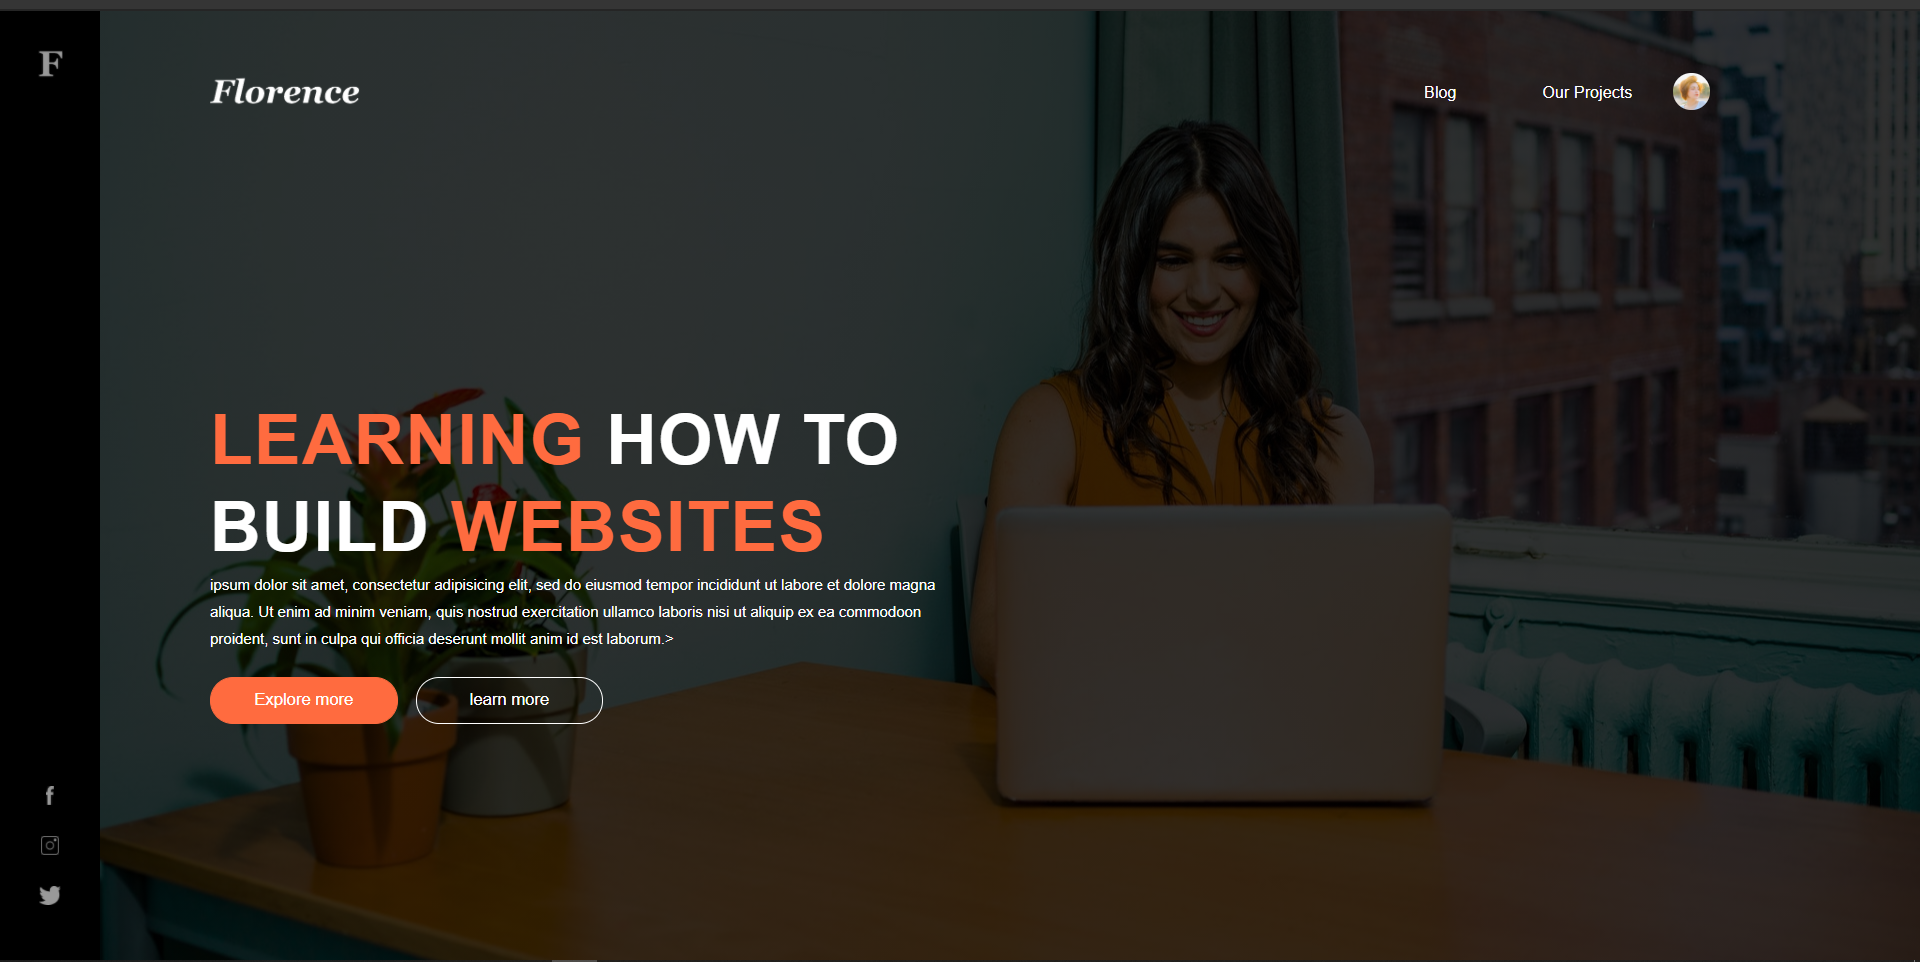 F
Florence
Blog
Our Projects
LEARNING HOW TO
BUILD WEBSITES
ipsum dolor sit amet, consectetur adipisicing elit, sed do eiusmod tempor incididunt ut labore et dolore magna
aliqua. Ut enim ad minim veniam, quis nostrud exercitation ullamco laboris nisi ut aliquip ex ea commodoon
proident, sunt in culpa qui officia deserunt mollit anim id est laborum.>
Explore more
learn more